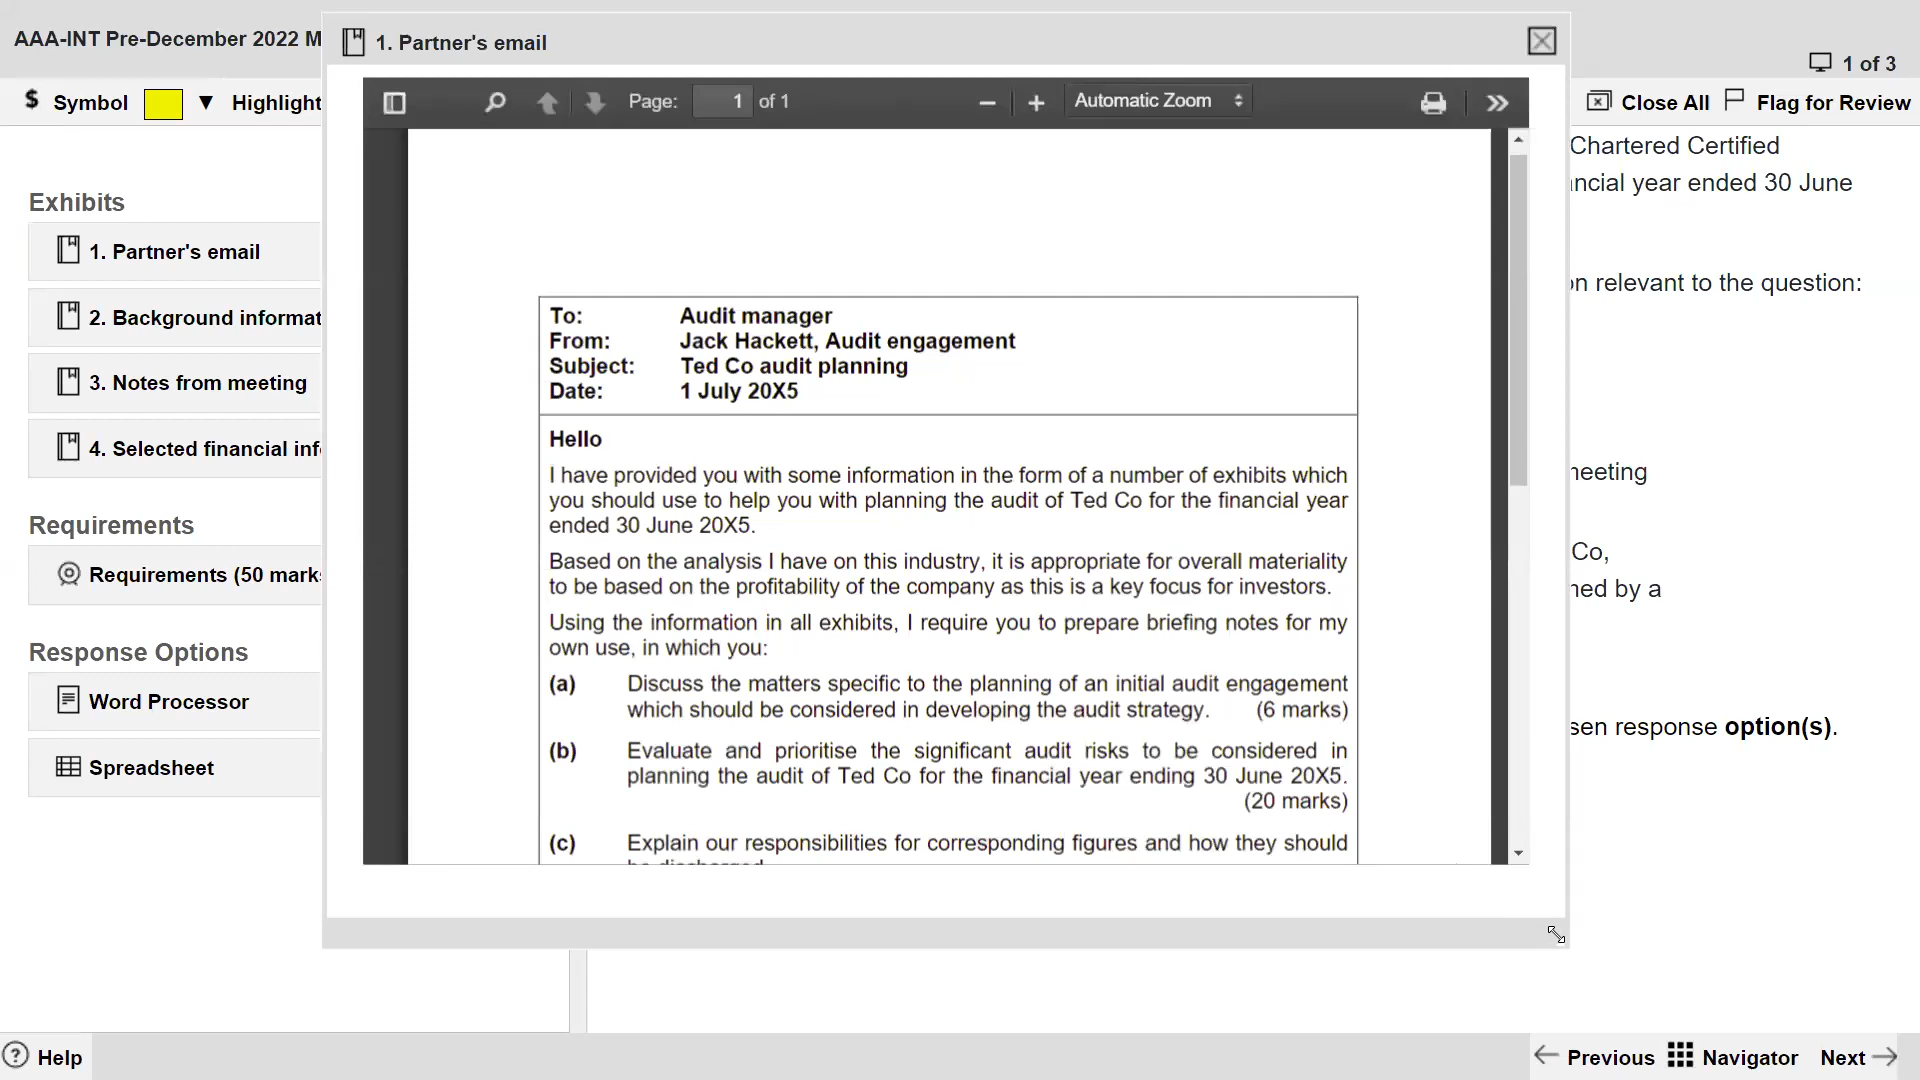 AAA-INT Pre-December 2022 M
1. Partner's email
1 of 3
Symbol
Highlight
Close All
Flag for Review
Page: 1 of 1
Automatic Zoom
Chartered Certified
ncial year ended 30 June
on relevant to the question:
neeting
Co,
ned by a
sen response option(s).
Exhibits
1. Partner's email
2. Background informat
3. Notes from meeting
4. Selected financial inf
Requirements
Requirements (50 marks
Response Options
Word Processor
Spreadsheet
To: Audit manager
From: Jack Hackett, Audit engagement
Subject: Ted Co audit planning
Date: 1 July 20X5
Hello
I have provided you with some information in the form of a number of exhibits which
you should use to help you with planning the audit of Ted Co for the financial year
ended 30 June 20X5.
Based on the analysis I have on this industry, it is appropriate for overall materiality
to be based on the profitability of the company as this is a key focus for investors.
Using the information in all exhibits, I require you to prepare briefing notes for my
own use, in which you:
(a) Discuss the matters specific to the planning of an initial audit engagement
which should be considered in developing the audit strategy. (6 marks)
(b) Evaluate and prioritise the significant audit risks to be considered in
planning the audit of Ted Co for the financial year ending 30 June 20X5.
(20 marks)
(c) Explain our responsibilities for corresponding figures and how they should
Help
Previous
Navigator
Next